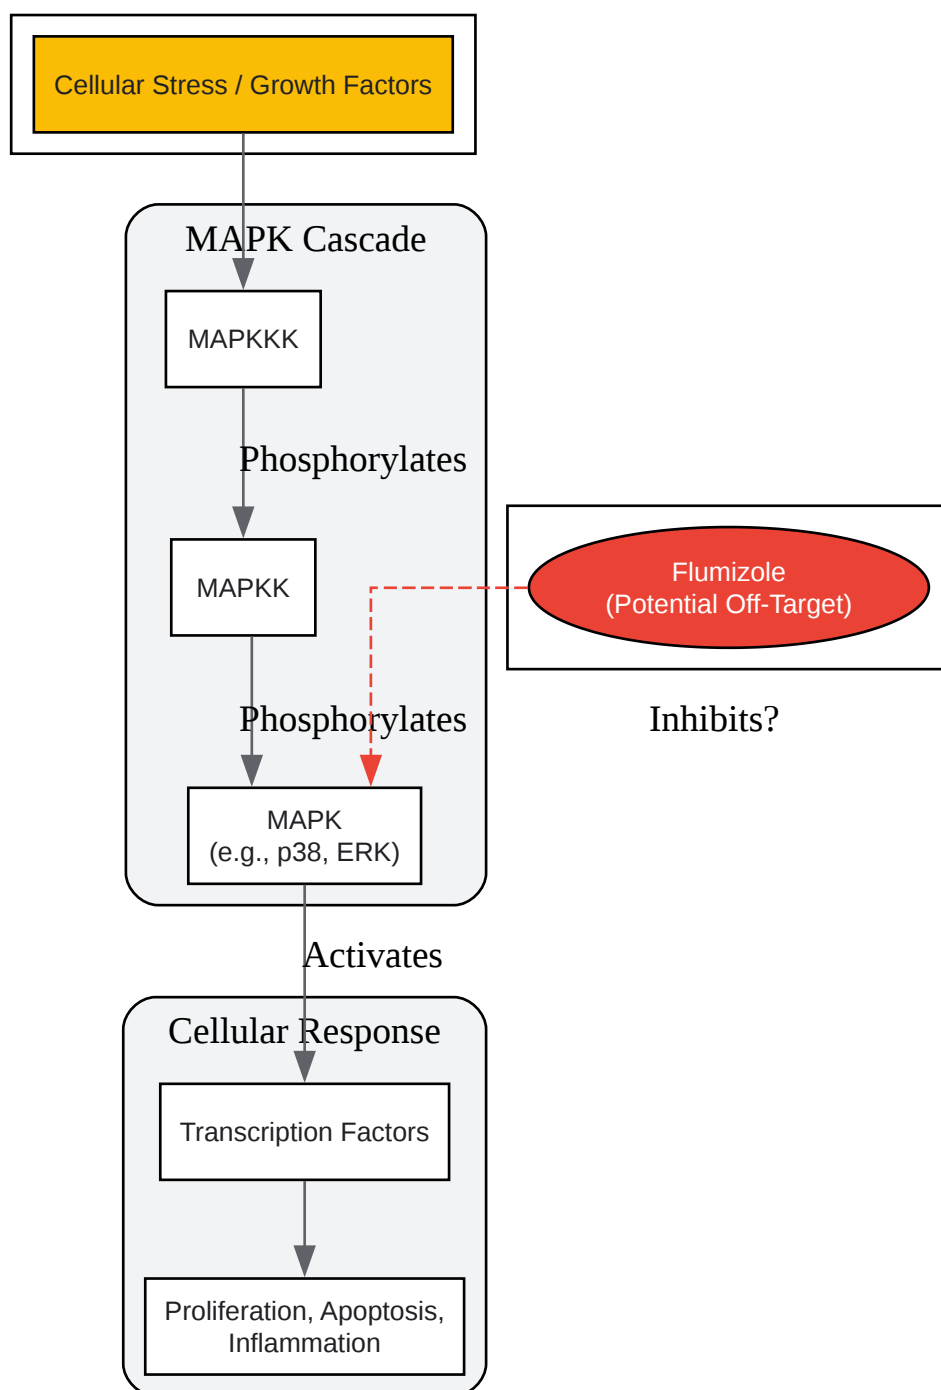 Cellular Stress / Growth Factors
MAPK Cascade
MAPKKK
Phosphorylates
MAPKK
Flumizole
(Potential Off-Target)
Phosphorylates
Inhibits?
MAPK
(e.g., p38, ERK)
Activates
Cellular Response
Transcription Factors
Proliferation, Apoptosis,
Inflammation